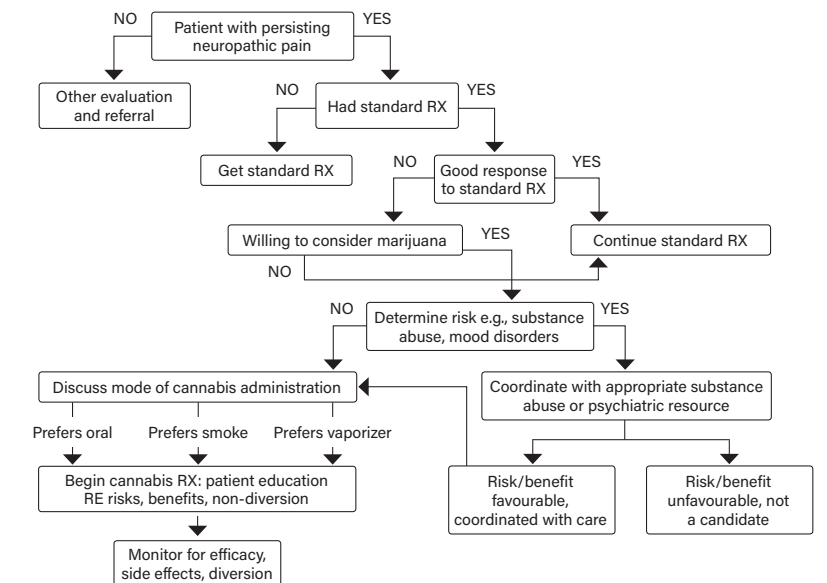 NO
Patient with persisting
neuropathic pain
YES
Other evaluation
and referral
NO
Had standard RX
YES
Get standard RX
NO
Good response
to standard RX
YES
Willing to consider marijuana
YES
Continue standard RX
NO
NO
Determine risk e.g., substance
abuse, mood disorders
YES
Discuss mode of cannabis administration
Coordinate with appropriate substance
abuse or psychiatric resource
Prefers oral
Prefers smoke
Prefers vaporizer
Begin cannabis RX: patient education
RE risks, benefits, non-diversion
Risk/benefit
favourable,
coordinated with care
Risk/benefit
unfavourable, not
a candidate
Monitor for efficacy,
side effects, diversion